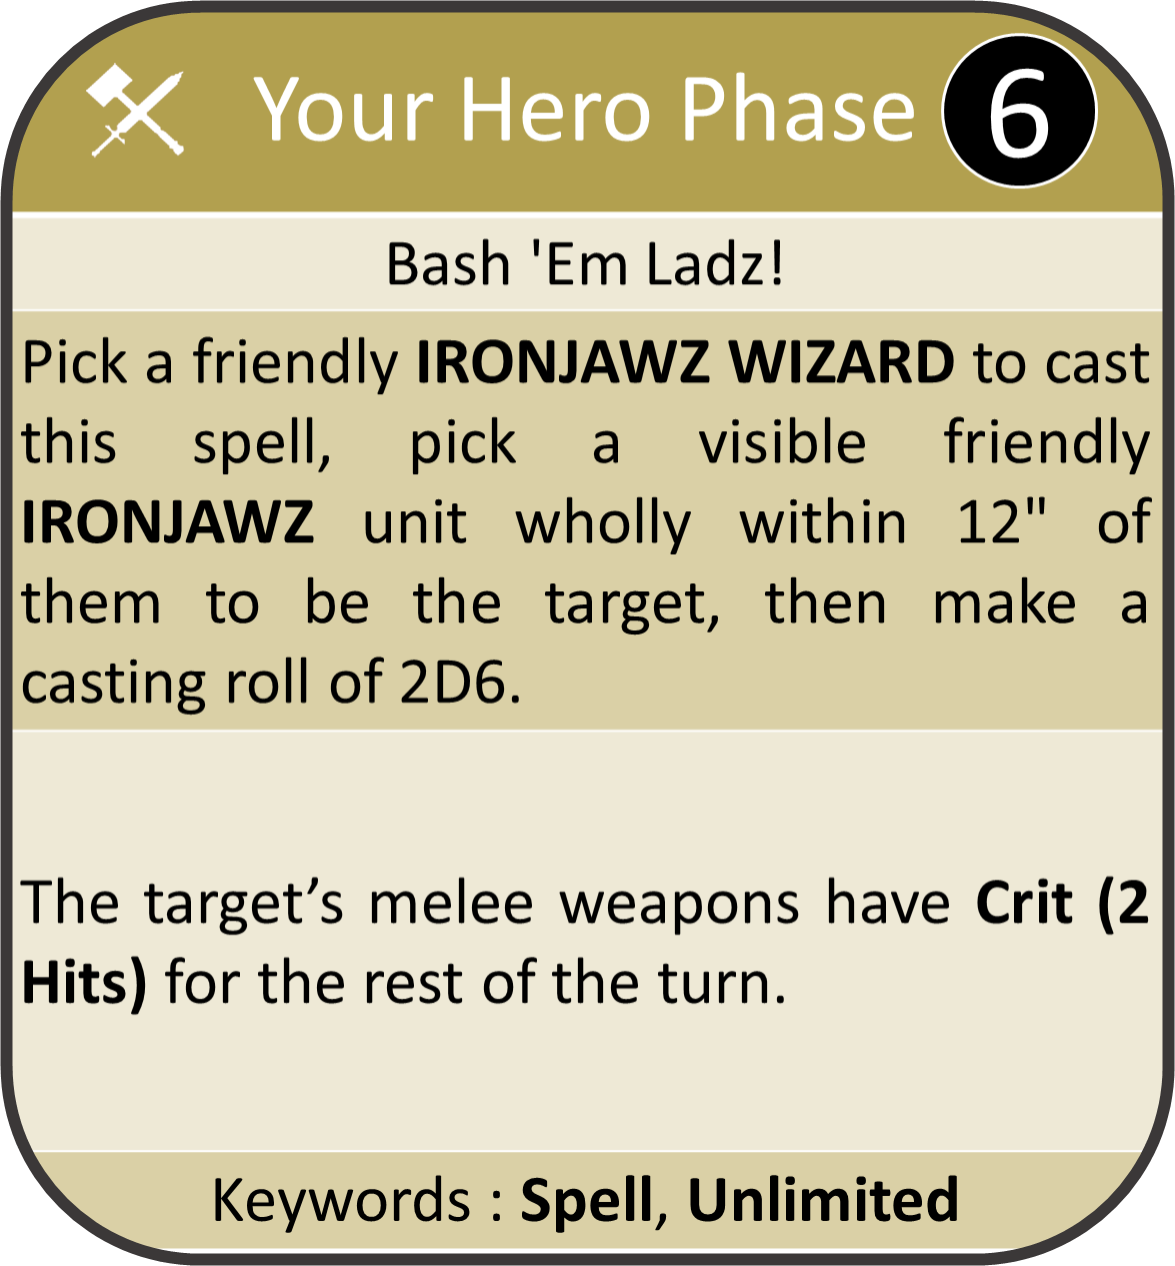 Your Hero Phase 6
Bash 'Em Ladz!
Pick a friendly IRONJAWZ WIZARD to cast
this spell, pick a visible friendly
IRONJAWZ unit wholly within 12" of
them to be the target, then make a
casting roll of 2D6.
The target’s melee weapons have Crit (2
Hits) for the rest of the turn.
Keywords : Spell, Unlimited